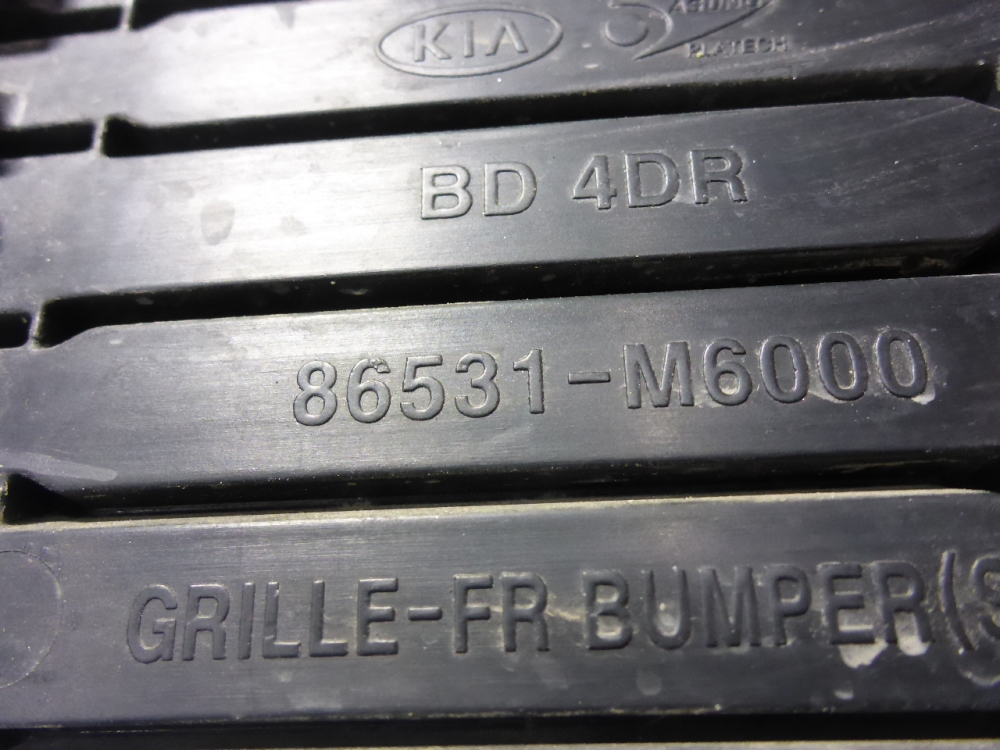 KIA
PLATECH
BD 4DR
86531-M6000
GRILLE-FR BUMPER(S